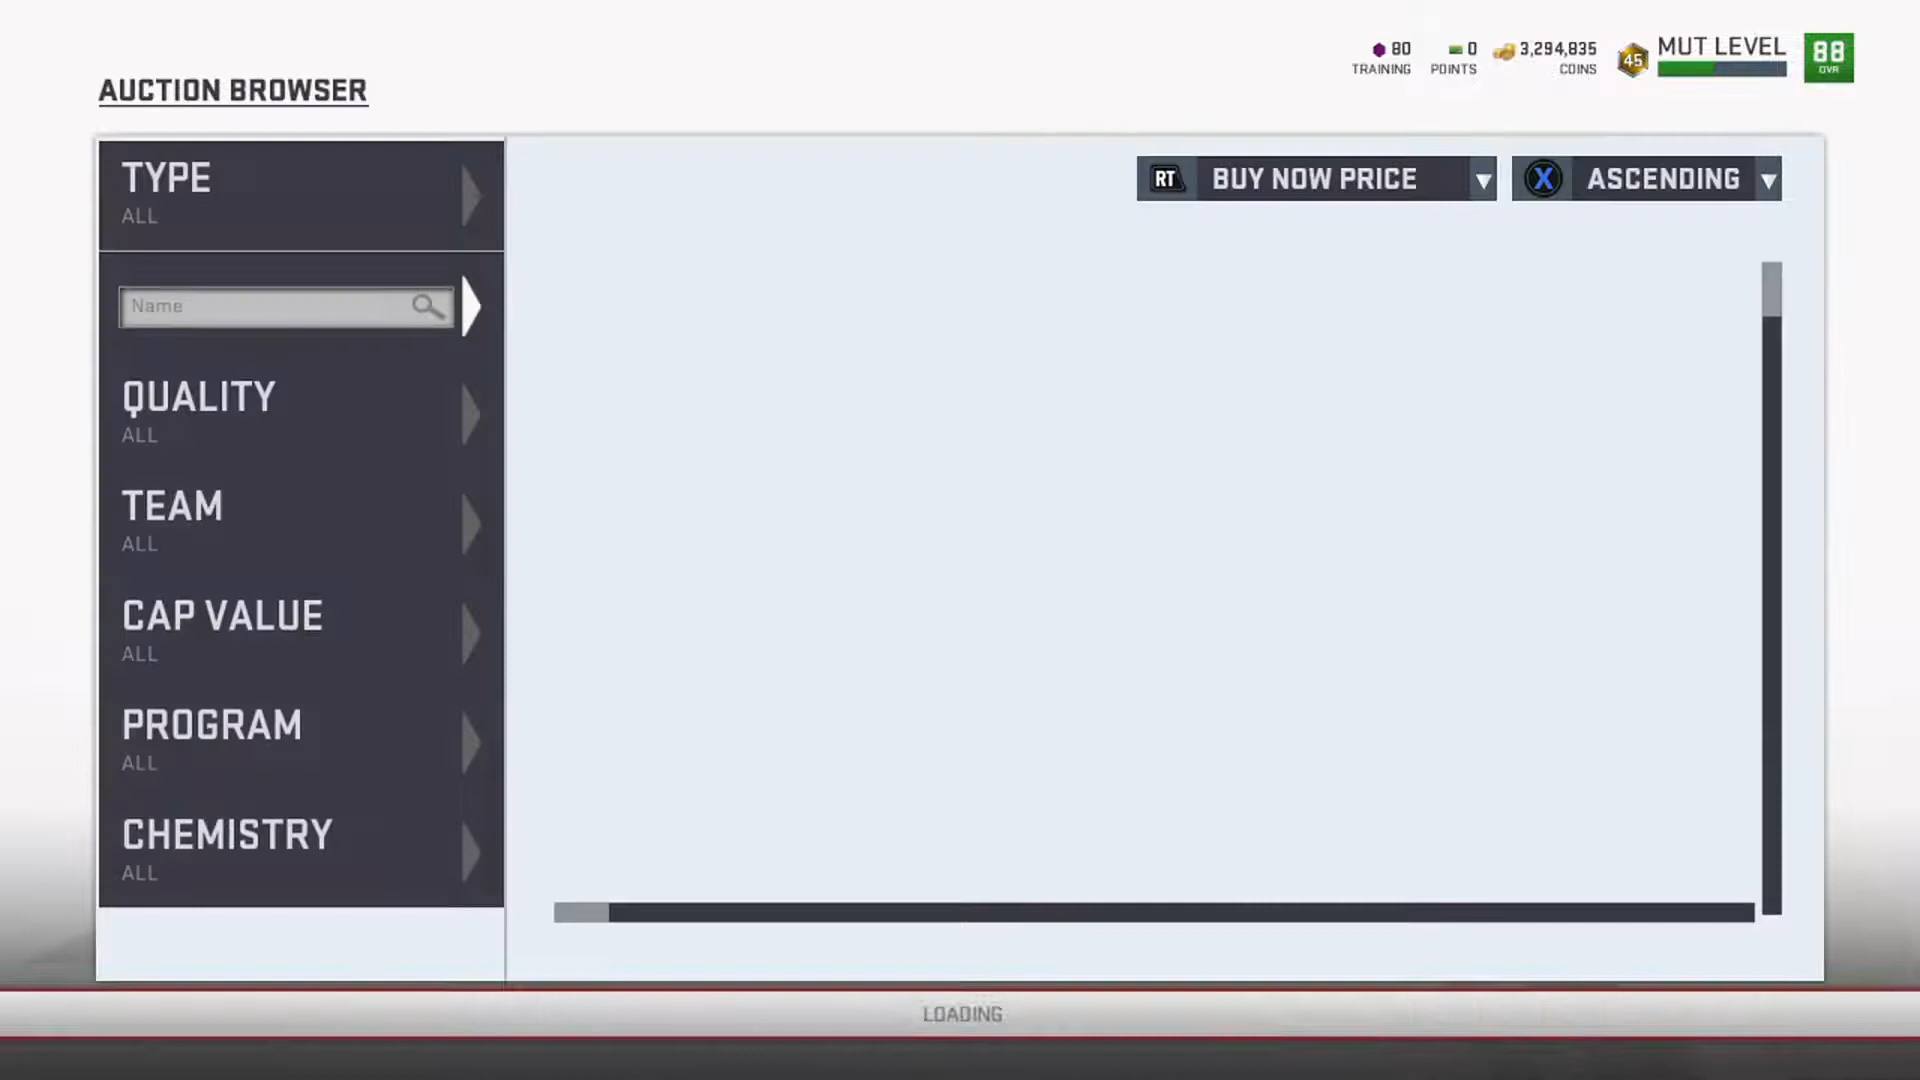 AUCTION BROWSER
80
TRAINING
0
POINTS
3,294,835
COINS
45
MUT LEVEL
88
OVR
TYPE
ALL
RT
BUY NOW PRICE
X
ASCENDING
Name
QUALITY
ALL
TEAM
ALL
CAP VALUE
ALL
PROGRAM
ALL
CHEMISTRY
ALL
LOADING